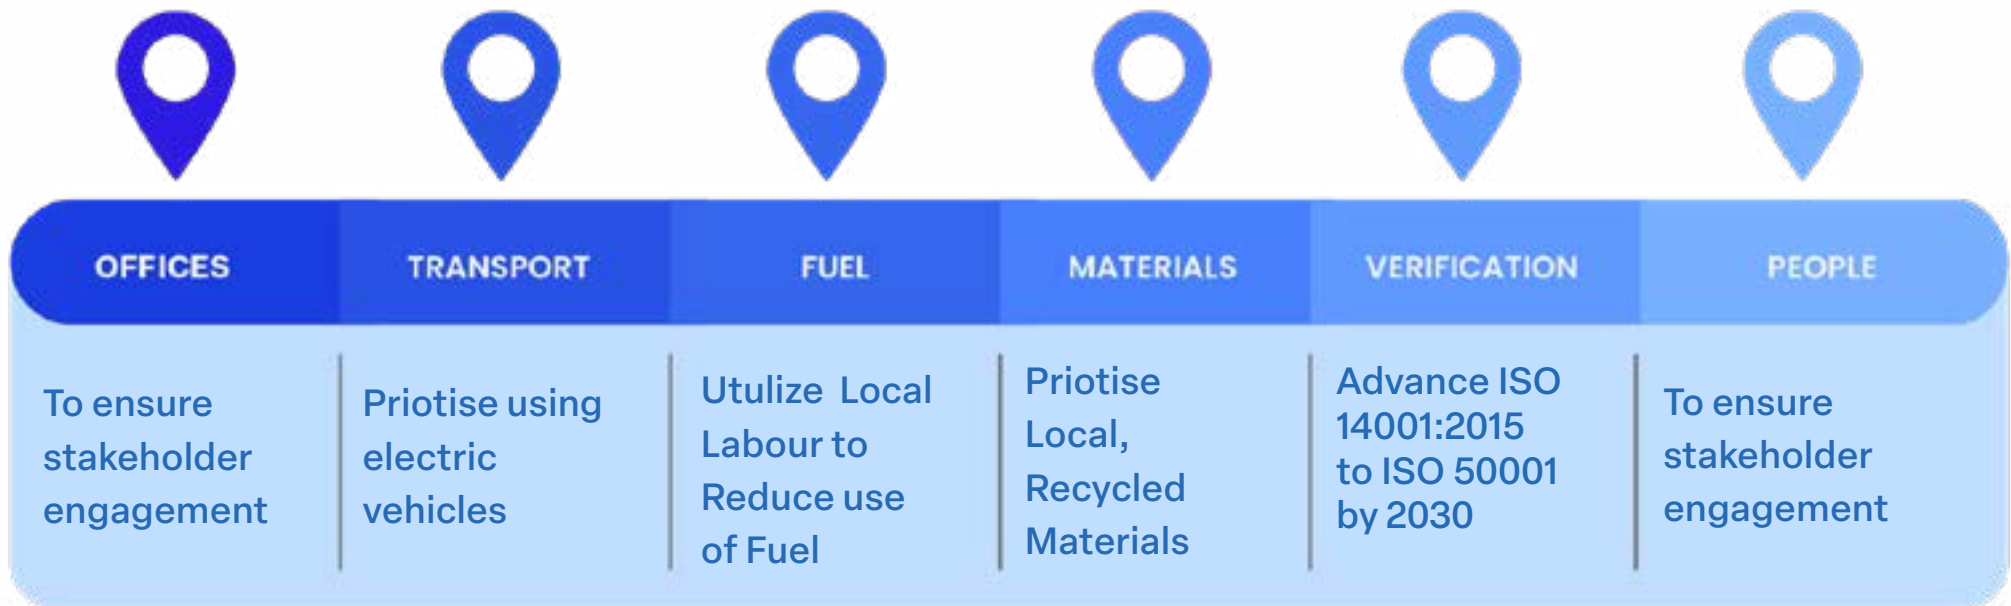 OFFICES
TRANSPORT
FUEL
MATERIALS
VERIFICATION
PEOPLE
To ensure
stakeholder
engagement
Priotise using
electric
vehicles
Utulize Local
Labour to
Reduce use
of Fuel
Priotise
Local,
Recycled
Materials
Advance ISO
14001:2015
to ISO 50001
by 2030
To ensure
stakeholder
engagement